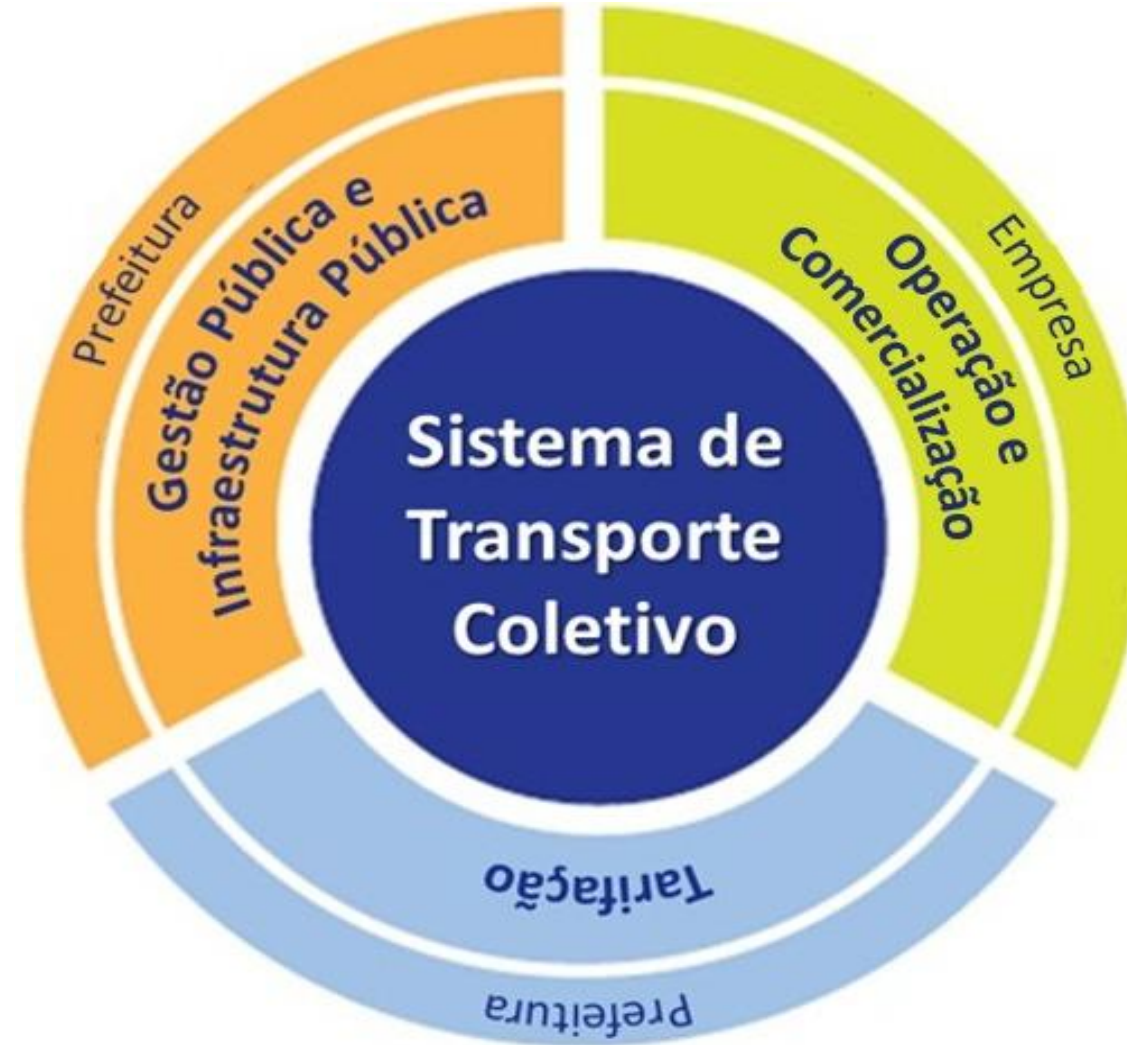 Prefeitura
Gestão Pública e
Infraestrutura Pública
Empresa
Operação e
Comercialização
Sistema de
Transporte
Coletivo
Tarifação
Prefeitura